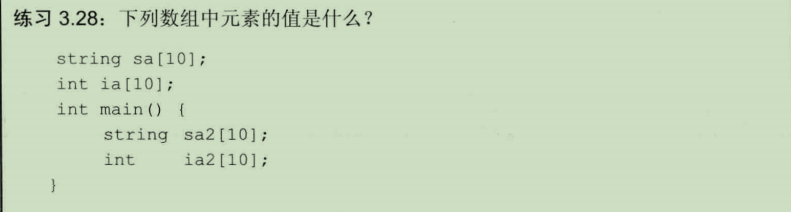 练习 3.28：下列数组中元素的值是什么？
string sa[10];
int ia[10];
int main() {
    string sa2[10];
    int    ia2[10];
}